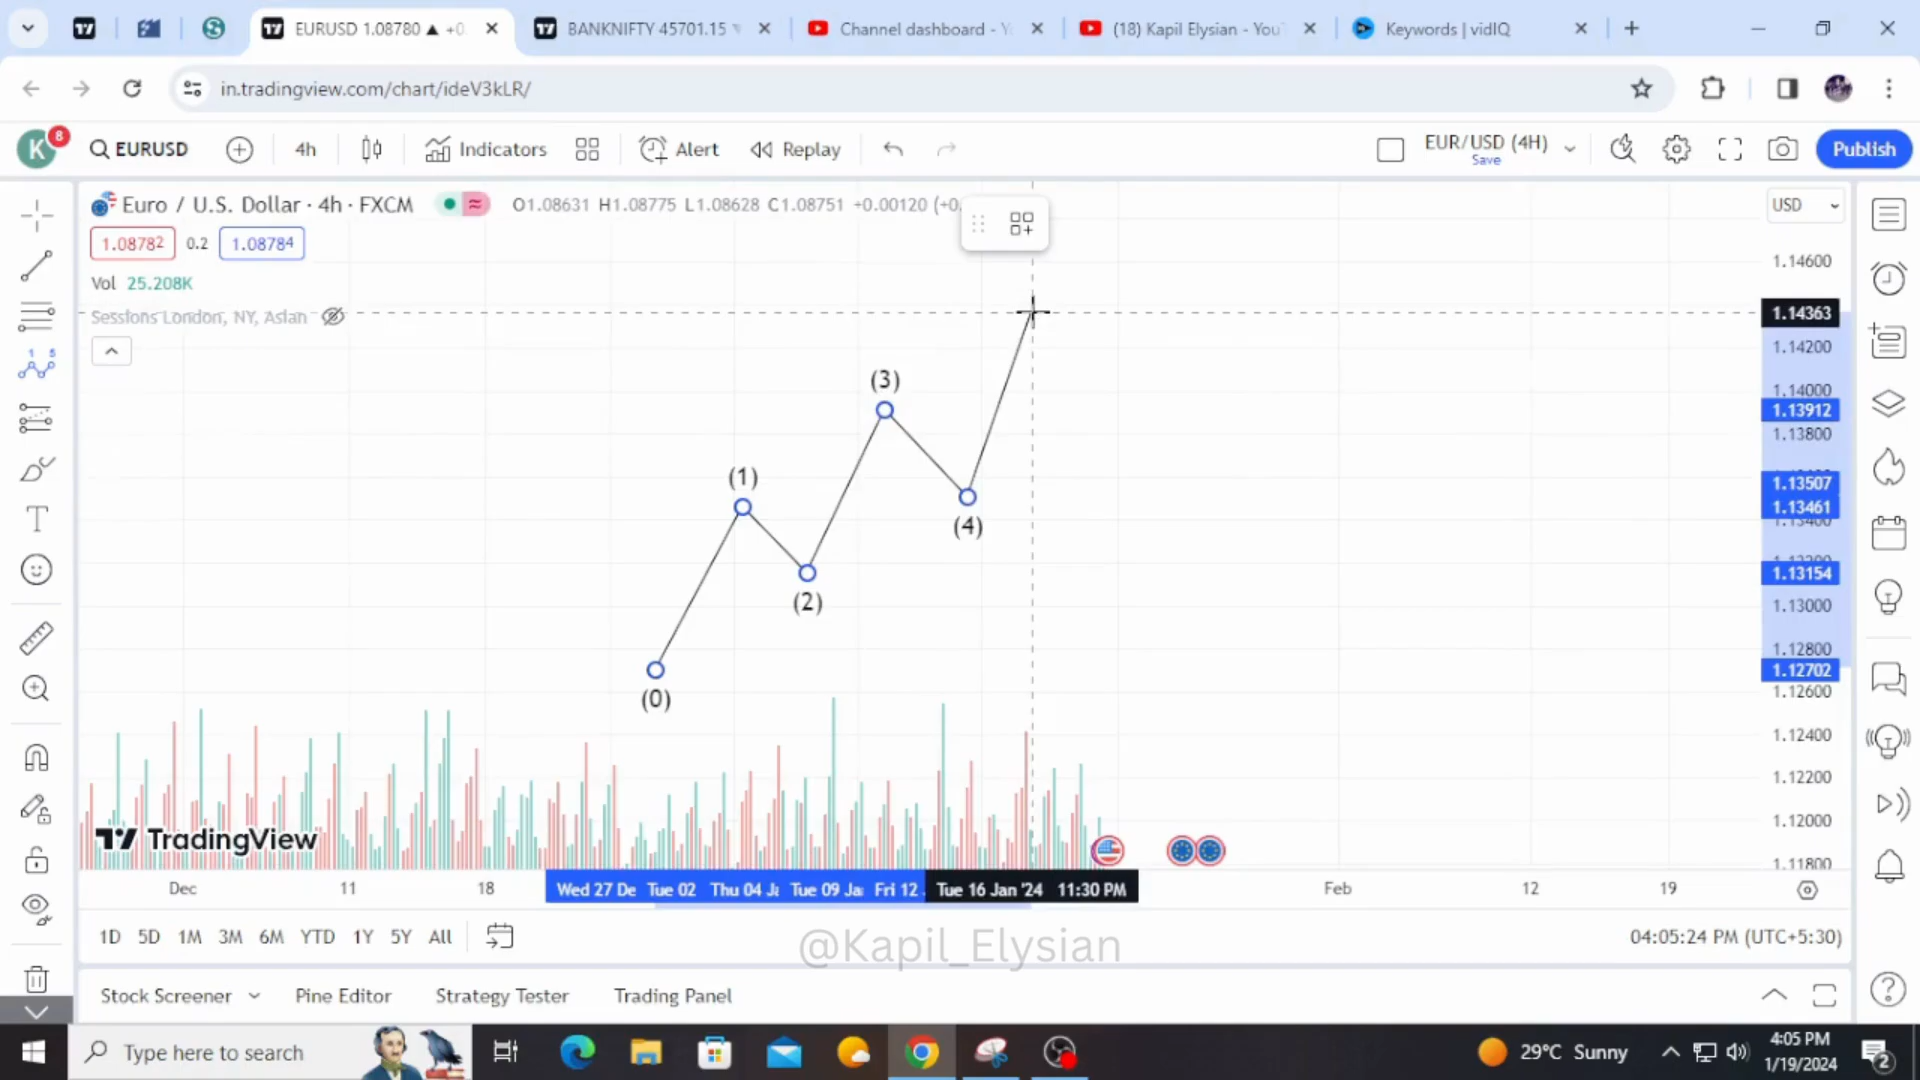 EURUSD 1.08780 ▲ +0
BANKNIFTY 45701.15
Channel dashboard - Y
(18) Kapil Elysian - YouT
Keywords | vidIQ
in.tradingview.com/chart/ideV3kLR/
K
8
EURUSD
4h
Indicators
Alert
Replay
EUR/USD (4H)
Save
Publish
Euro / U.S. Dollar · 4h · FXCM
O1.08631 H1.08775 L1.08628 C1.08751 +0.00120 (+0.
USD
1.08782
0.2
1.08784
Vol 25.208K
Sessions London, NY, Asian
1.14600
1.14363
1.14200
1.14000
1.13912
1.13800
1.13507
1.13461
1.13400
1.13154
1.13000
1.12800
1.12702
1.12600
1.12400
1.12200
1.12000
1.11800
(3)
(1)
(4)
(2)
(0)
TradingView
Dec
11
18
Wed 27 De
Tue 02
Thu 04 Ja
Tue 09 Ja
Fri 12
Tue 16 Jan '24 11:30 PM
Feb
12
19
1D 5D 1M 3M 6M YTD 1Y 5Y All
04:05:24 PM (UTC+5:30)
@Kapil_Elysian
Stock Screener
Pine Editor
Strategy Tester
Trading Panel
Type here to search
29°C Sunny
4:05 PM
1/19/2024
2